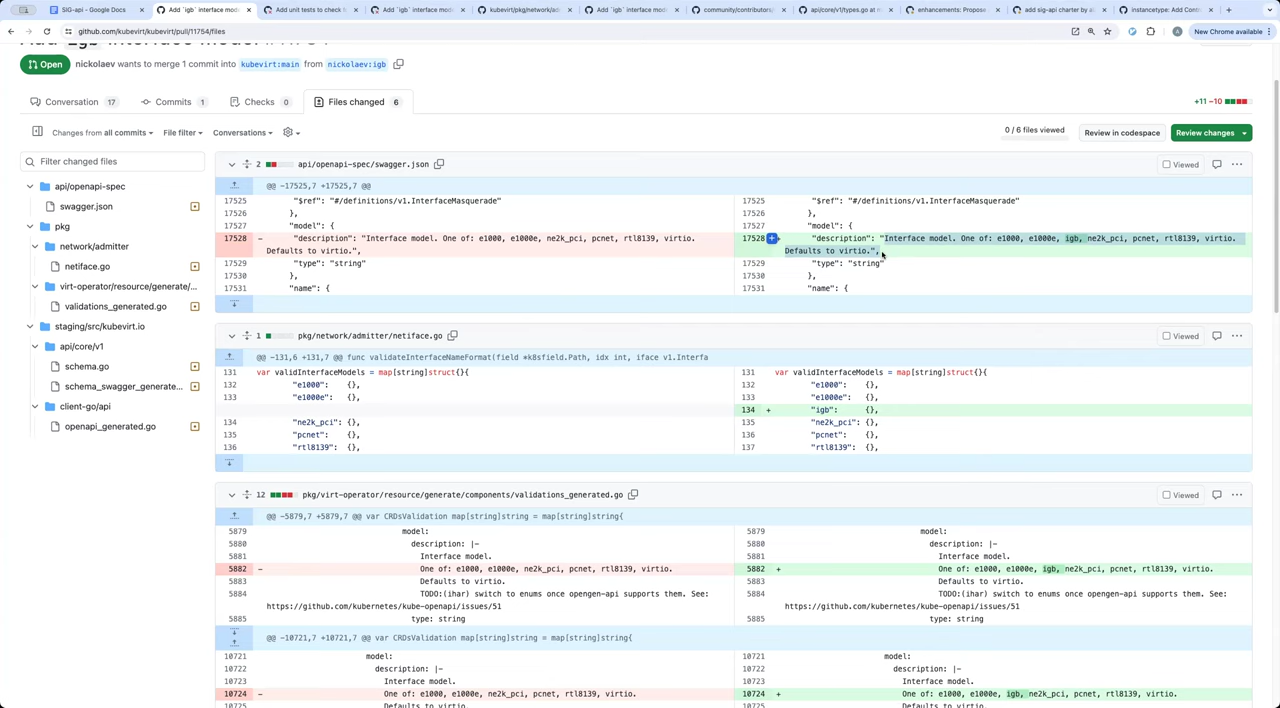 SIG-api - Google Docs
Add `igb` interface mode
Add unit tests to check t
Add `igb` interface mode
kubevirt/pkg/network/ad
Add `igb` interface mode
community/contributors
api/core/v1/types.go at m
enhancements: Propose
add sig-api charter by al
instancetype: Add Contr
github.com/kubevirt/kubevirt/pull/11754/files
New Chrome available
Open
nickolaev wants to merge 1 commit into kubevirt:main from nickolaev:igb
Conversation 17
Commits 1
Checks 0
Files changed 6
+11 −10
Changes from all commits
File filter
Conversations
0 / 6 files viewed
Review in codespace
Review changes
Filter changed files
api/openapi-spec
swagger.json
pkg
network/admitter
netiface.go
virt-operator/resource/generate/...
validations_generated.go
staging/src/kubevirt.io
api/core/v1
schema.go
schema_swagger_generate...
client-go/api
openapi_generated.go
2 api/openapi-spec/swagger.json
Viewed
@@ -17525,7 +17525,7 @@
17525 "$ref": "#/definitions/v1.InterfaceMasquerade"
17526 },
17527 "model": {
17528 - "description": "Interface model. One of: e1000, e1000e, ne2k_pci, pcnet, rtl8139, virtio.
Defaults to virtio.",
17529 "type": "string"
17530 },
17531 "name": {
17525 "$ref": "#/definitions/v1.InterfaceMasquerade"
17526 },
17527 "model": {
17528 + "description": "Interface model. One of: e1000, e1000e, igb, ne2k_pci, pcnet, rtl8139, virtio.
Defaults to virtio.",
17529 "type": "string"
17530 },
17531 "name": {
1 pkg/network/admitter/netiface.go
Viewed
@@ -131,6 +131,7 @@ func validateInterfaceNameFormat(field *k8sfield.Path, idx int, iface v1.Interfa
131 var validInterfaceModels = map[string]struct{}{
132 "e1000": {},
133 "e1000e": {},
134 "ne2k_pci": {},
135 "pcnet": {},
136 "rtl8139": {},
131 var validInterfaceModels = map[string]struct{}{
132 "e1000": {},
133 "e1000e": {},
134 + "igb": {},
135 "ne2k_pci": {},
136 "pcnet": {},
137 "rtl8139": {},
12 pkg/virt-operator/resource/generate/components/validations_generated.go
Viewed
@@ -5879,7 +5879,7 @@ var CRDsValidation map[string]string = map[string]string{
5879 model:
5880 description: |-
5881 Interface model.
5882 - One of: e1000, e1000e, ne2k_pci, pcnet, rtl8139, virtio.
5883 Defaults to virtio.
5884 TODO:(ihar) switch to enums once opengen-api supports them. See:
https://github.com/kubernetes/kube-openapi/issues/51
5885 type: string
5879 model:
5880 description: |-
5881 Interface model.
5882 + One of: e1000, e1000e, igb, ne2k_pci, pcnet, rtl8139, virtio.
5883 Defaults to virtio.
5884 TODO:(ihar) switch to enums once opengen-api supports them. See:
https://github.com/kubernetes/kube-openapi/issues/51
5885 type: string
@@ -10721,7 +10721,7 @@ var CRDsValidation map[string]string = map[string]string{
10721 model:
10722 description: |-
10723 Interface model.
10724 - One of: e1000, e1000e, ne2k_pci, pcnet, rtl8139, virtio.
10725 Defaults to virtio.
10721 model:
10722 description: |-
10723 Interface model.
10724 + One of: e1000, e1000e, igb, ne2k_pci, pcnet, rtl8139, virtio.
10725 Defaults to virtio.